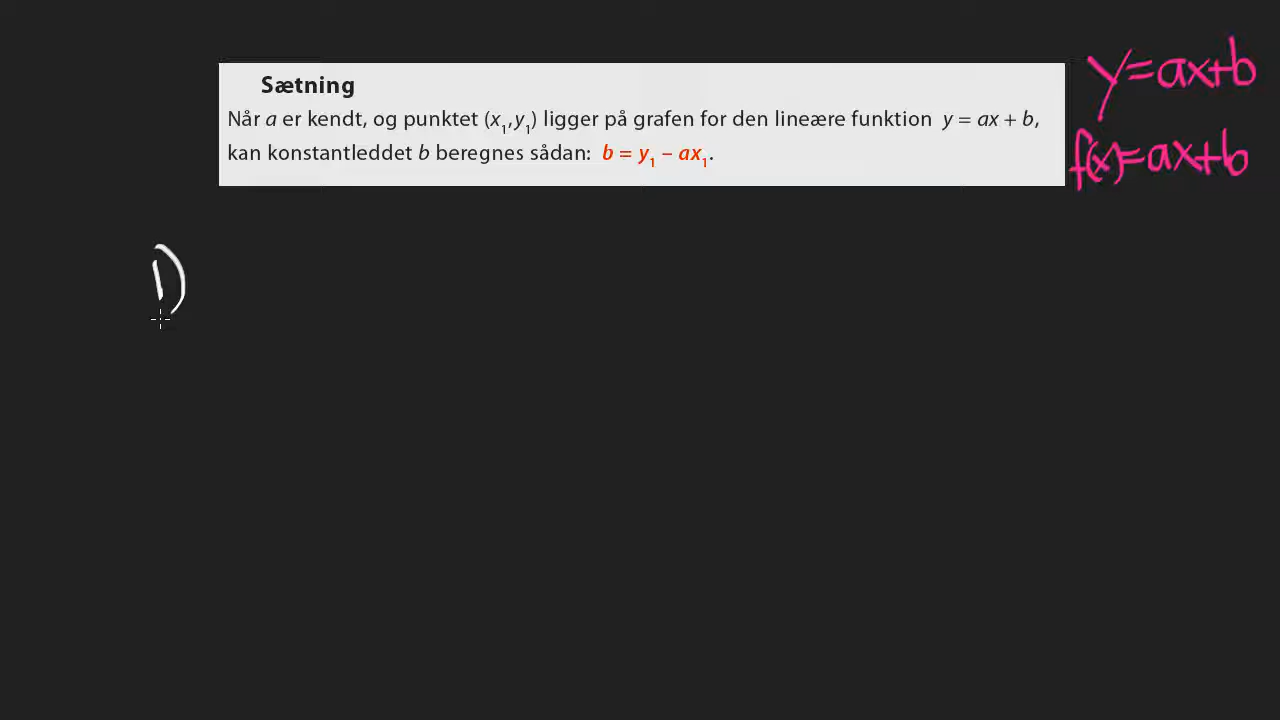 Sætning
Når a er kendt, og punktet (x₁,y₁) ligger på grafen for den lineære funktion y = ax + b,
kan konstantleddet b beregnes sådan: b = y₁ – ax₁.
y=ax+b
f(x)=ax+b
1)